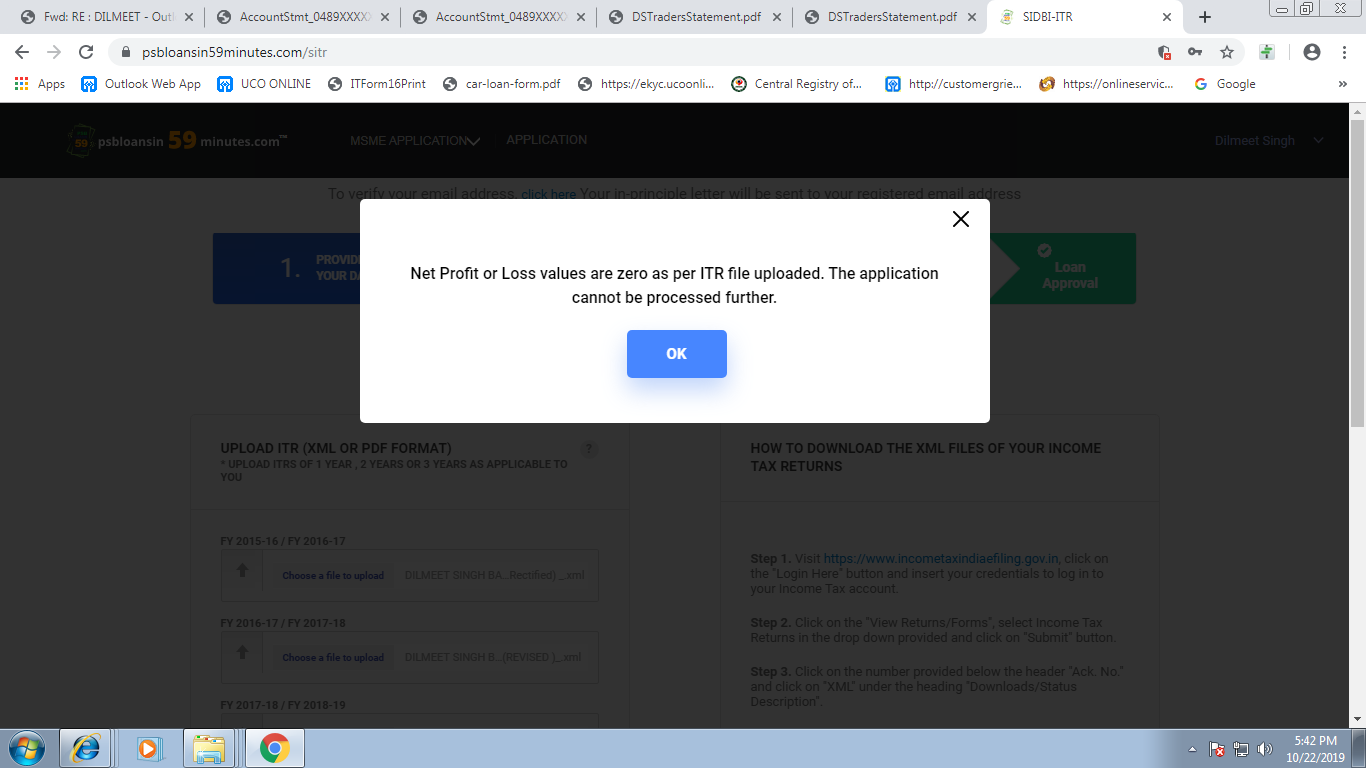 Fwd: RE : DILMEET - Outl
AccountStmt_0489XXXX
AccountStmt_0489XXXX
DSTradersStatement.pdf
DSTradersStatement.pdf
SIDBI-ITR
psbloansin59minutes.com/sitr
Apps
Outlook Web App
UCO ONLINE
ITForm16Print
car-loan-form.pdf
https://ekyc.ucoonli...
Central Registry of...
http://customergrie...
https://onlineservic...
Google
»
psbloansin 59 minutes.com™
MSME APPLICATION
APPLICATION
Dilmeet Singh
To verify your email address, click here Your in-principle letter will be sent to your registered email address
1.
PROVIDE
YOUR DA
Loan
Approval
Net Profit or Loss values are zero as per ITR file uploaded. The application
cannot be processed further.
OK
UPLOAD ITR (XML OR PDF FORMAT)
?
* UPLOAD ITRS OF 1 YEAR , 2 YEARS OR 3 YEARS AS APPLICABLE TO
YOU
FY 2015-16 / FY 2016-17
Choose a file to upload
DILMEET SINGH BA...Rectified) _.xml
FY 2016-17 / FY 2017-18
Choose a file to upload
DILMEET SINGH B...(REVISED )_.xml
FY 2017-18 / FY 2018-19
HOW TO DOWNLOAD THE XML FILES OF YOUR INCOME
TAX RETURNS
Step 1. Visit https://www.incometaxindiaefiling.gov.in, click on
the "Login Here" button and insert your credentials to log in to
your Income Tax account.
Step 2. Click on the "View Returns/Forms", select Income Tax
Returns in the drop down provided and click on "Submit" button.
Step 3. Click on the number provided below the header "Ack. No."
and click on "XML" under the heading "Downloads/Status
Description".
5:42 PM
10/22/2019